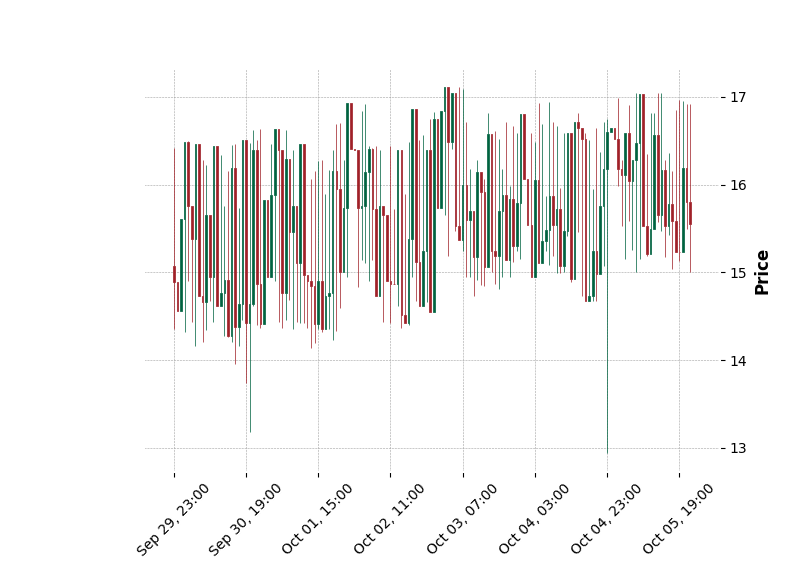 17
16
15
14
13
Price
Sep 29, 23:00
Sep 30, 19:00
Oct 01, 15:00
Oct 02, 11:00
Oct 03, 07:00
Oct 04, 03:00
Oct 04, 23:00
Oct 05, 19:00